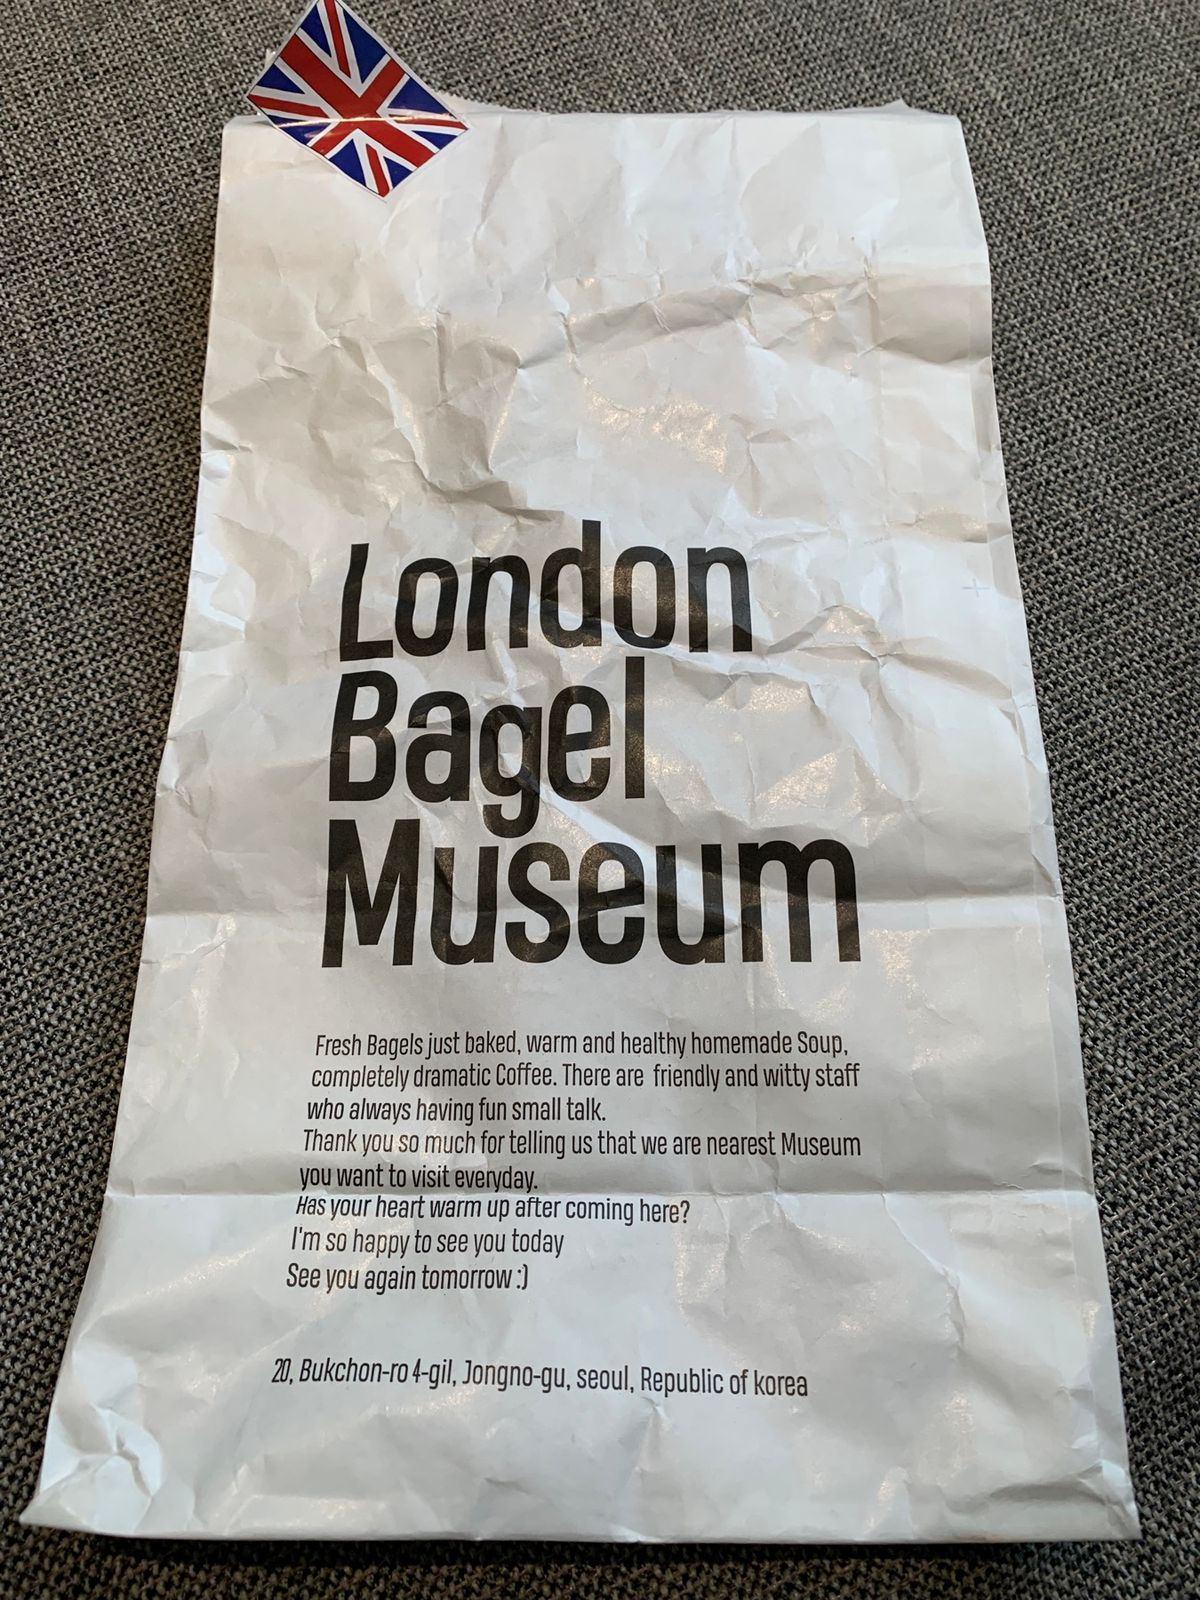 London
Bagel
Museum
Fresh Bagels just baked, warm and healthy homemade Soup,
completely dramatic Coffee. There are friendly and witty staff
who always having fun small talk.
Thank you so much for telling us that we are nearest Museum
you want to visit everyday.
Has your heart warm up after coming here?
I'm so happy to see you today
See you again tomorrow :)
20, Bukchon-ro 4-gil, Jongno-gu, seoul, Republic of korea